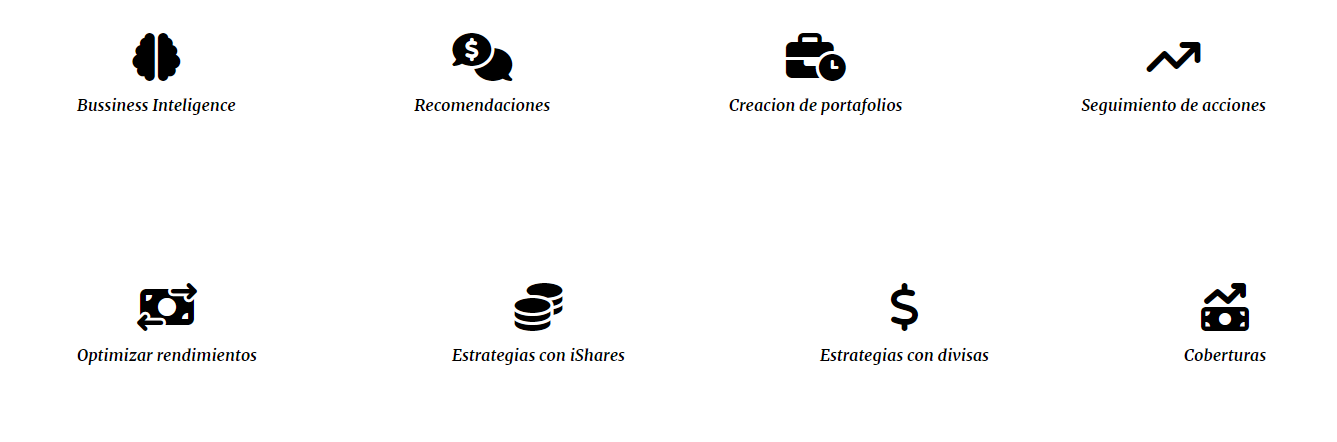 Bussiness Inteligence
Recomendaciones
Creacion de portafolios
Seguimiento de acciones
Optimizar rendimientos
Estrategias con iShares
Estrategias con divisas
Coberturas